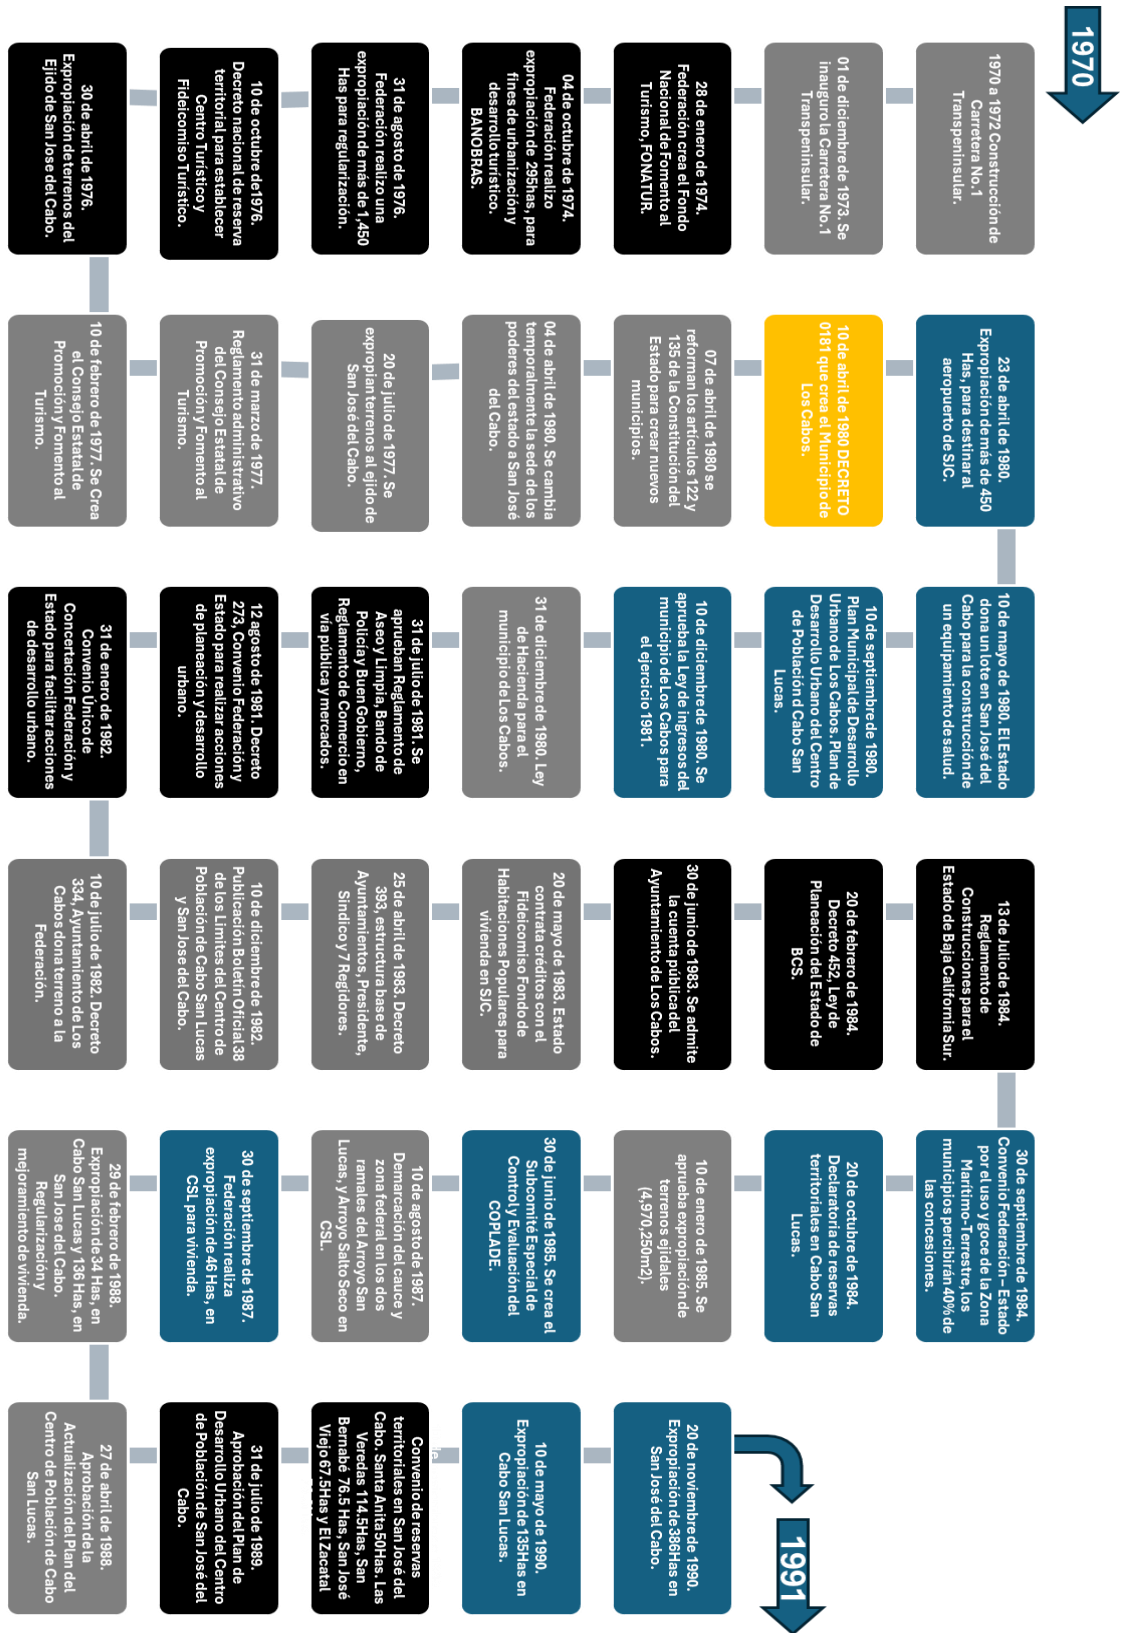 1970
1970 a 1972 Construcción de
Carretera No.1
Transpeninsular.
01 de diciembre de 1973. Se
inauguro la Carretera No.1
Transpeninsular.
28 de enero de 1974.
Federación crea el Fondo
Nacional de Fomento al
Turismo, FONATUR.
04 de octubre de 1974.
Federación realizo
expropiación de 295has, para
fines de urbanización y
desarrollo turístico.
BANOBRAS.
31 de agosto de 1976.
Federación realizo una
expropiación de más de 1,450
Has para regularización.
10 de octubre de1976.
Decreto nacional de reserva
territorial para establecer
Centro Turístico y
Fideicomiso Turístico.
30 de abril de 1976.
Expropiación de terrenos del
Ejido de San Jose del Cabo.
10 de febrero de 1977. Se Crea
el Consejo Estatal de
Promoción y Fomento al
Turismo.
31 de marzo de 1977.
Reglamento administrativo
del Consejo Estatal de
Promoción y Fomento al
Turismo.
20 de julio de 1977. Se
expropian terrenos al ejido de
San José del Cabo.
04 de abril de 1980. Se cambia
temporalmente la sede de los
poderes del estado a San José
del Cabo.
07 de abril de 1980 se
reforman los artículos 122 y
135 de la Constitución del
Estado para crear nuevos
municipios.
10 de abril de 1980 DECRETO
0181 que crea el Municipio de
Los Cabos.
23 de abril de 1980.
Expropiación de más de 450
Has, para destinar al
aeropuerto de SJC.
10 de mayo de 1980. El Estado
dona un lote en San José del
Cabo para la construcción de
un equipamiento de salud.
10 de septiembre de 1980.
Plan Municipal de Desarrollo
Urbano de Los Cabos. Plan de
Desarrollo Urbano del Centro
de Población d Cabo San
Lucas.
10 de diciembre de 1980. Se
aprueba la Ley de ingresos del
municipio de Los Cabos para
el ejercicio 1981.
31 de diciembre de 1980. Ley
de Hacienda para el
municipio de Los Cabos.
31 de julio de 1981. Se
aprueban Reglamento de
Aseo y Limpia, Bando de
Policía y Buen Gobierno,
Reglamento de Comercio en
vía pública y mercados.
12 agosto de 1981. Decreto
273, Convenio Federación y
Estado para realizar acciones
de planeación y desarrollo
urbano.
31 de enero de 1982.
Convenio Único de
Concertación Federación y
Estado para facilitar acciones
de desarrollo urbano.
10 de julio de 1982. Decreto
334, Ayuntamiento de Los
Cabos dona terreno a la
Federación.
10 de diciembre de 1982.
Publicación Boletín Oficial 38
de los Limites del Centro de
Población de Cabo San Lucas
y San Jose del Cabo.
25 de abril de 1983. Decreto
393, estructura base de
Ayuntamientos, Presidente,
Sindico y 7 Regidores.
20 de mayo de 1983. Estado
contrata créditos con el
Fideicomiso Fondo de
Habitaciones Populares para
vivienda en SJC.
30 de junio de 1983. Se admite
la cuenta pública del
Ayuntamiento de Los Cabos.
20 de febrero de 1984.
Decreto 452, Ley de
Planeación del Estado de
BCS.
13 de Julio de 1984.
Reglamento de
Construcciones para el
Estado de Baja California Sur.
30 de septiembre de 1984.
Convenio Federación – Estado
por el uso y goce de la Zona
Marítimo-Terrestre, los
municipios percibirán 40% de
las concesiones.
20 de octubre de 1984.
Declaratoria de reservas
territoriales en Cabo San
Lucas.
10 de enero de 1985. Se
aprueba expropiación de
terrenos ejidales
(4,970,250m2).
30 de junio de 1985. Se crea el
Subcomité Especial de
Control y Evaluación del
COPLADE.
10 de agosto de 1987.
Demarcación del cauce y
zona federal en los dos
ramales del Arroyo San
Lucas, y Arroyo Salto Seco en
CSL.
30 de septiembre de 1987.
Federación realiza
expropiación de 46 Has, en
CSL para vivienda.
29 de febrero de 1988.
Expropiación de 34 Has, en
Cabo San Lucas y 136 Has, en
San Jose del Cabo.
Regularización y
mejoramiento de vivienda.
27 de abril de 1988.
Aprobación de la
Actualización del Plan del
Centro de Población de Cabo
San Lucas.
31 de julio de 1989.
Aprobación del Plan de
Desarrollo Urbano del Centro
de Población de San José del
Cabo.
Convenio de reservas
territoriales en San José del
Cabo. Santa Anita 50Has. Las
Veredas 114.5Has, San
Bernabé 76.5 Has, San José
Viejo 67.5Has y El Zacatal
10 de mayo de 1990.
Expropiación de 135Has en
Cabo San Lucas.
20 de noviembre de 1990.
Expropiación de 386Has en
San José del Cabo.
1991